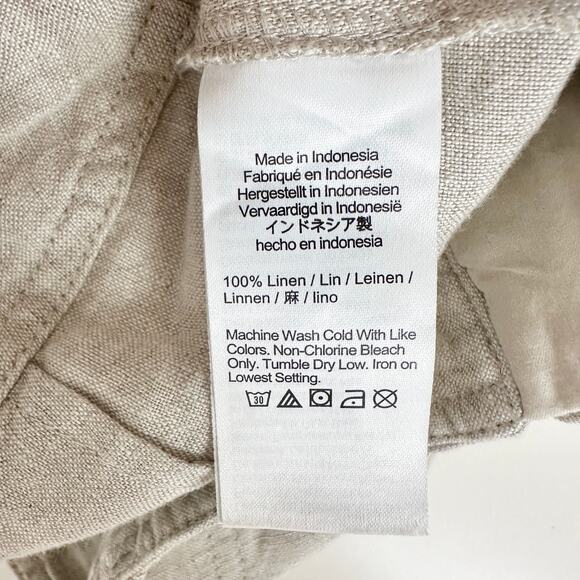 Made in Indonesia
Fabriqué en Indonésie
Hergestellt in Indonesien
Vervaardigd in Indonesië
インドネシア製
hecho en indonesia
100% Linen / Lin / Leinen /
Linnen / 麻 / lino
Machine Wash Cold With Like
Colors. Non-Chlorine Bleach
Only. Tumble Dry Low. Iron on
Lowest Setting.
30